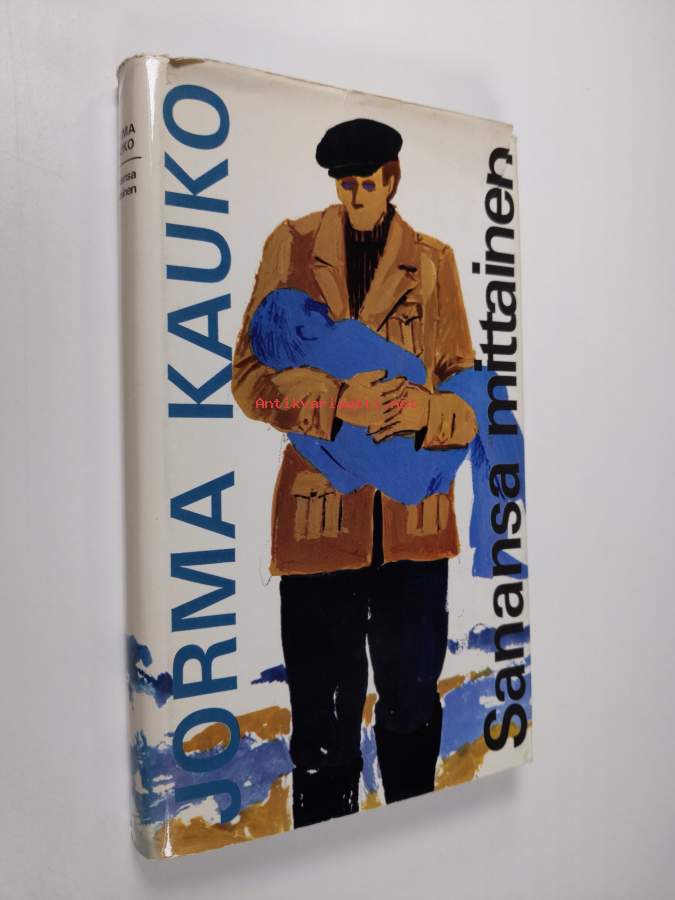 JORMA KAUKO
Sanansa mittainen
Antikvariaatti.net